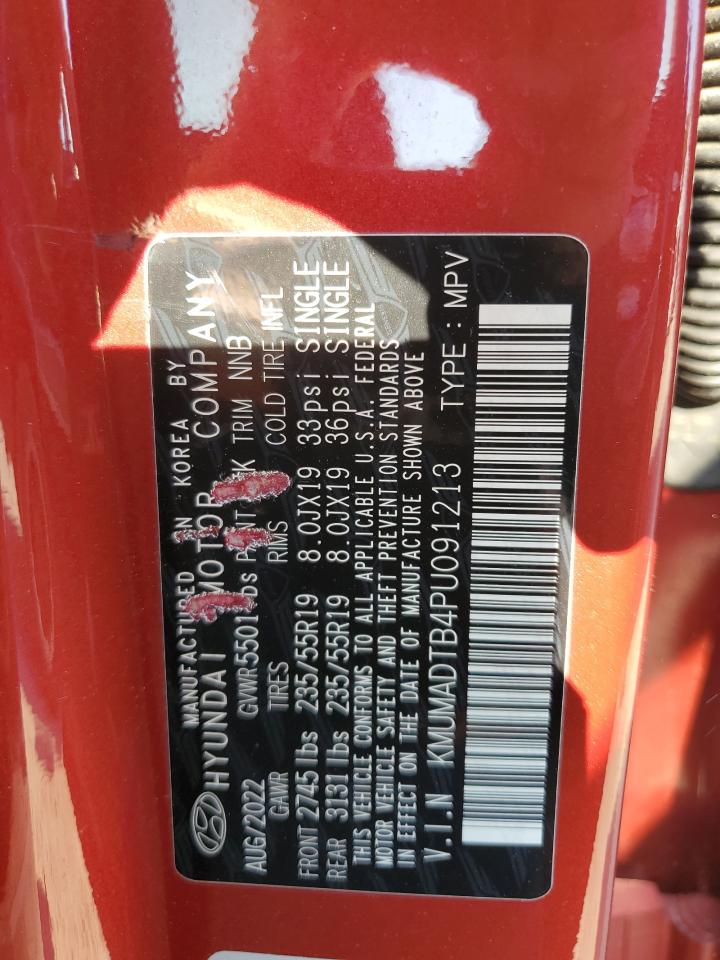 MANUFACTURED IN KOREA BY
HYUNDAI MOTOR COMPANY
AUG/2022 GVWR 5501 lbs TRIM NNB
GAWR TIRES RIMS COLD TIRE INFL
FRONT 2745 lbs 235/55R19 8.0JX19 33psi SINGLE
REAR 3131 lbs 235/55R19 8.0JX19 36psi SINGLE
THIS VEHICLE CONFORMS TO ALL APPLICABLE U.S.A. FEDERAL
MOTOR VEHICLE SAFETY AND THEFT PREVENTION STANDARDS
IN EFFECT ON THE DATE OF MANUFACTURE SHOWN ABOVE
V.I.N KMUMADTB4PU091213 TYPE : MPV